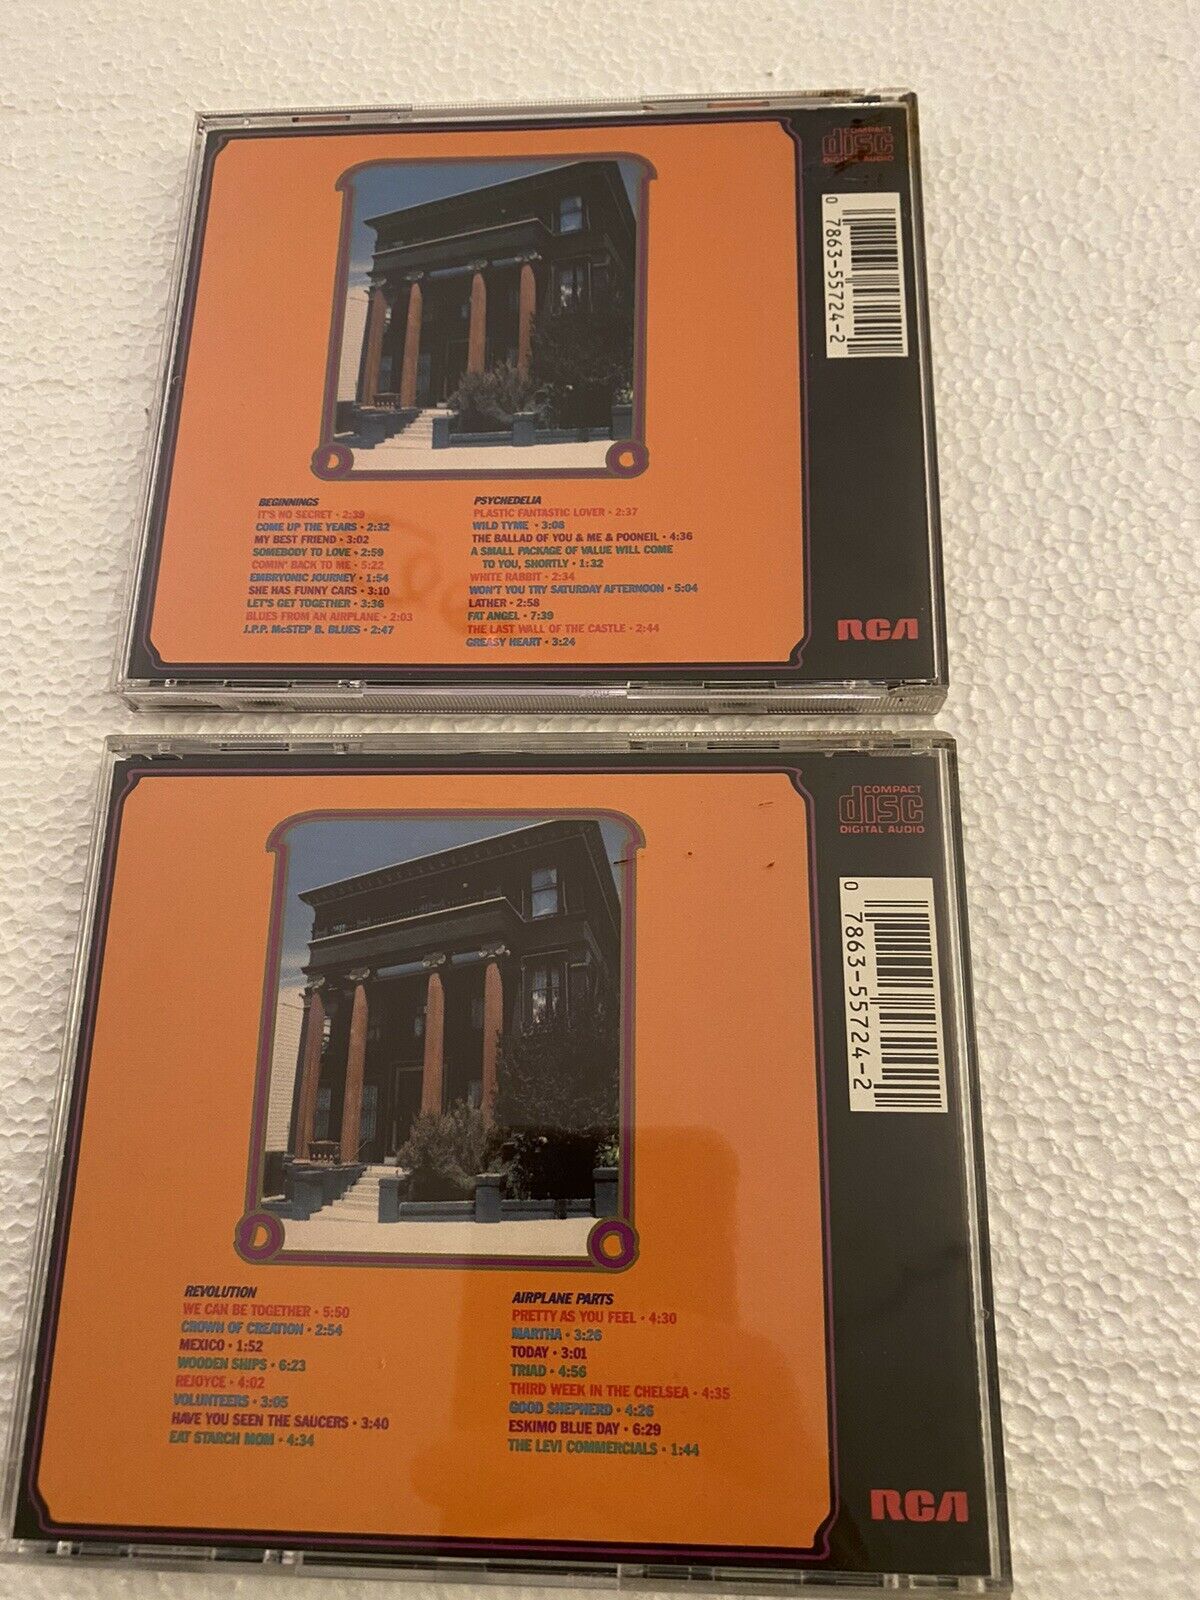 COMPACT
disc
DIGITAL AUDIO
0 7863-55724-2
BEGINNINGS
IT'S NO SECRET • 2:39
COME UP THE YEARS • 2:32
MY BEST FRIEND • 3:02
SOMEBODY TO LOVE • 2:59
COMIN' BACK TO ME • 5:22
EMBRYONIC JOURNEY • 1:54
SHE HAS FUNNY CARS • 3:10
LET'S GET TOGETHER • 3:36
BLUES FROM AN AIRPLANE • 2:03
J.P.P. McSTEP B. BLUES • 2:47
PSYCHEDELIA
PLASTIC FANTASTIC LOVER • 2:37
WILD TYME • 3:08
THE BALLAD OF YOU & ME & POONEIL • 4:36
A SMALL PACKAGE OF VALUE WILL COME
TO YOU, SHORTLY • 1:32
WHITE RABBIT • 2:34
WON'T YOU TRY SATURDAY AFTERNOON • 5:04
LATHER • 2:58
FAT ANGEL • 7:39
THE LAST WALL OF THE CASTLE • 2:44
GREASY HEART • 3:24
RCA
COMPACT
disc
DIGITAL AUDIO
0 7863-55724-2
REVOLUTION
WE CAN BE TOGETHER • 5:50
CROWN OF CREATION • 2:54
MEXICO • 1:52
WOODEN SHIPS • 6:23
REJOYCE • 4:02
VOLUNTEERS • 3:05
HAVE YOU SEEN THE SAUCERS • 3:40
EAT STARCH MOM • 4:34
AIRPLANE PARTS
PRETTY AS YOU FEEL • 4:30
MARTHA • 3:26
TODAY • 3:01
TRIAD • 4:56
THIRD WEEK IN THE CHELSEA • 4:35
GOOD SHEPHERD • 4:26
ESKIMO BLUE DAY • 6:29
THE LEVI COMMERCIALS • 1:44
RCA